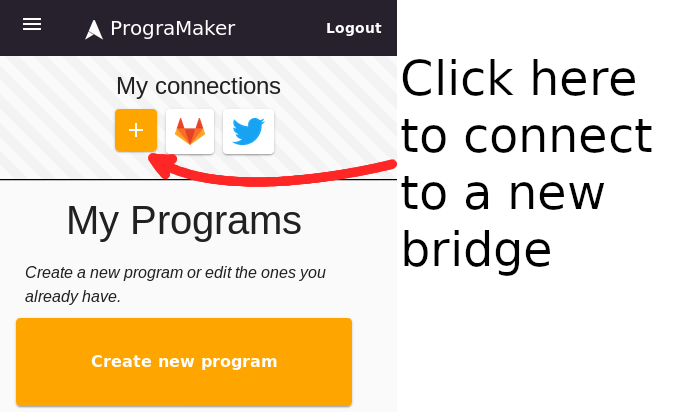 PrograMaker
Logout
My connections
+
My Programs
Create a new program or edit the ones you
already have.
Create new program
Click here
to connect
to a new
bridge